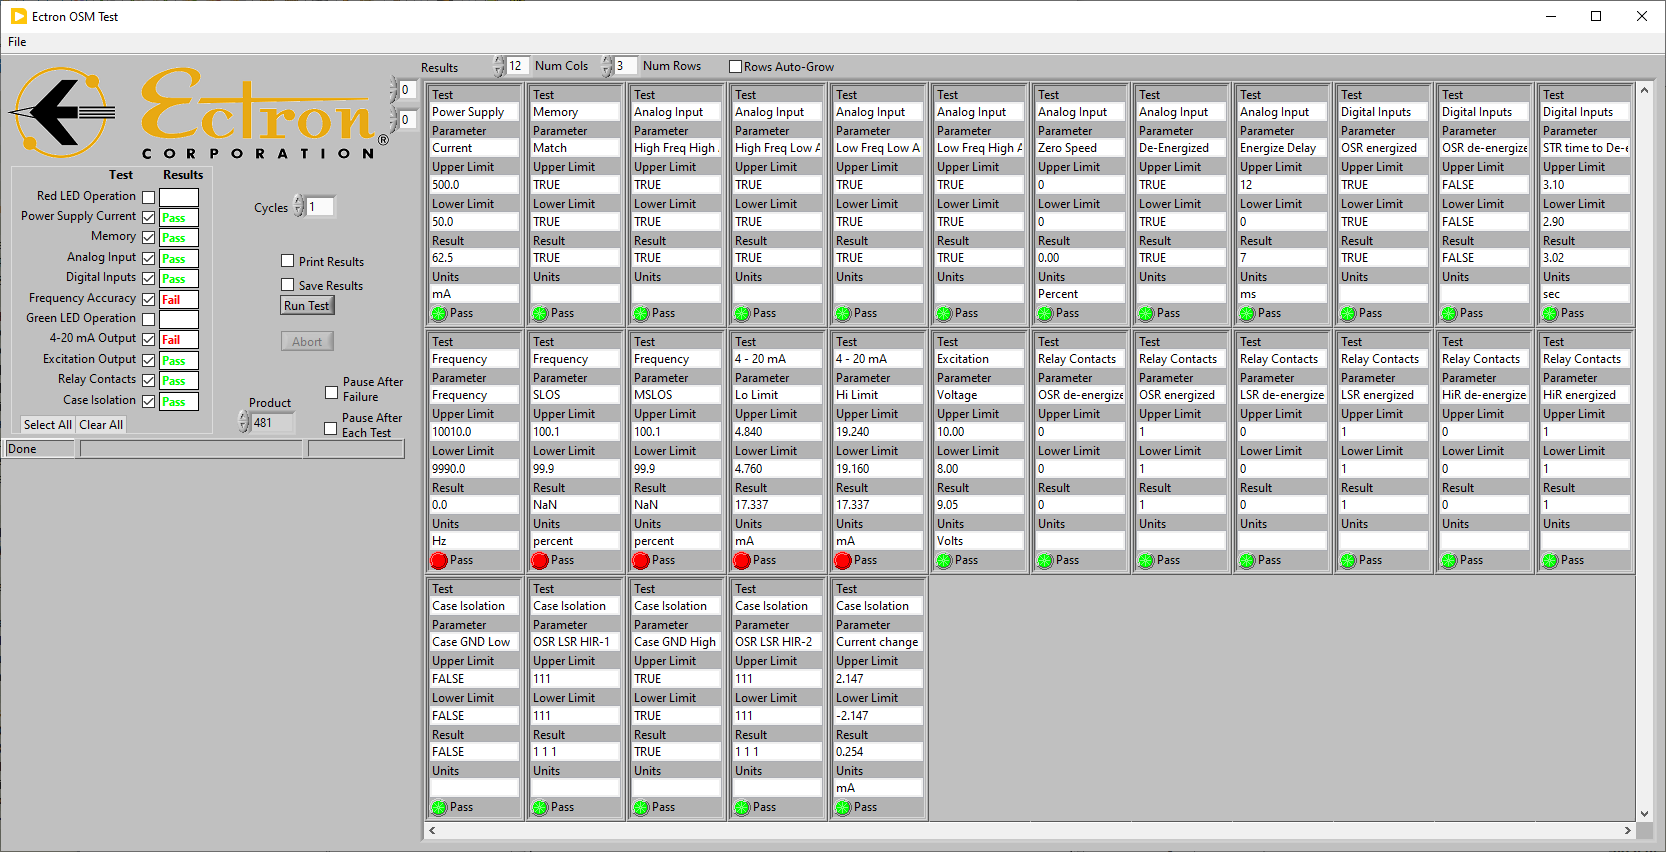 Ectron OSM Test
File
Ectron®
CORPORATION
0
0
Results 12 Num Cols 3 Num Rows Rows Auto-Grow
Test Results
Red LED Operation
Power Supply Current Pass
Memory Pass
Analog Input Pass
Digital Inputs Pass
Frequency Accuracy Fail
Green LED Operation
4-20 mA Output Fail
Excitation Output Pass
Relay Contacts Pass
Case Isolation Pass
Select All Clear All
Done
Cycles 1
Print Results
Save Results
Run Test
Abort
Pause After
Failure
Product
481
Pause After
Each Test
Test Test Test Test Test Test Test Test Test Test Test Test
Power Supply Memory Analog Input Analog Input Analog Input Analog Input Analog Input Analog Input Analog Input Digital Inputs Digital Inputs Digital Inputs
Parameter Parameter Parameter Parameter Parameter Parameter Parameter Parameter Parameter Parameter Parameter Parameter
Current Match High Freq High High Freq Low A Low Freq Low A Low Freq High A Zero Speed De-Energized Energize Delay OSR energized OSR de-energize STR time to De-e
Upper Limit Upper Limit Upper Limit Upper Limit Upper Limit Upper Limit Upper Limit Upper Limit Upper Limit Upper Limit Upper Limit Upper Limit
500.0 TRUE TRUE TRUE TRUE TRUE 0 TRUE 12 TRUE FALSE 3.10
Lower Limit Lower Limit Lower Limit Lower Limit Lower Limit Lower Limit Lower Limit Lower Limit Lower Limit Lower Limit Lower Limit Lower Limit
50.0 TRUE TRUE TRUE TRUE TRUE 0 TRUE 0 TRUE FALSE 2.90
Result Result Result Result Result Result Result Result Result Result Result Result
62.5 TRUE TRUE TRUE TRUE TRUE 0.00 TRUE 7 TRUE FALSE 3.02
Units Units Units Units Units Units Units Units Units Units Units Units
mA Percent ms sec
Pass Pass Pass Pass Pass Pass Pass Pass Pass Pass Pass Pass
Test Test Test Test Test Test Test Test Test Test Test Test
Frequency Frequency Frequency 4 - 20 mA 4 - 20 mA Excitation Relay Contacts Relay Contacts Relay Contacts Relay Contacts Relay Contacts Relay Contacts
Parameter Parameter Parameter Parameter Parameter Parameter Parameter Parameter Parameter Parameter Parameter Parameter
Frequency SLOS MSLOS Lo Limit Hi Limit Voltage OSR de-energize OSR energized LSR de-energize LSR energized HiR de-energize HiR energized
Upper Limit Upper Limit Upper Limit Upper Limit Upper Limit Upper Limit Upper Limit Upper Limit Upper Limit Upper Limit Upper Limit Upper Limit
10010.0 100.1 100.1 4.840 19.240 10.00 0 1 0 1 0 1
Lower Limit Lower Limit Lower Limit Lower Limit Lower Limit Lower Limit Lower Limit Lower Limit Lower Limit Lower Limit Lower Limit Lower Limit
9990.0 99.9 99.9 4.760 19.160 8.00 0 1 0 1 0 1
Result Result Result Result Result Result Result Result Result Result Result Result
0.0 NaN NaN 17.337 17.337 9.05 0 1 0 1 0 1
Units Units Units Units Units Units Units Units Units Units Units Units
Hz percent percent mA mA Volts
Pass Pass Pass Pass Pass Pass Pass Pass Pass Pass Pass Pass
Test Test Test Test Test
Case Isolation Case Isolation Case Isolation Case Isolation Case Isolation
Parameter Parameter Parameter Parameter Parameter
Case GND Low OSR LSR HIR-1 Case GND High OSR LSR HIR-2 Current change
Upper Limit Upper Limit Upper Limit Upper Limit Upper Limit
FALSE 111 TRUE 111 2.147
Lower Limit Lower Limit Lower Limit Lower Limit Lower Limit
FALSE 111 TRUE 111 -2.147
Result Result Result Result Result
FALSE 1 1 1 TRUE 1 1 1 0.254
Units Units Units Units Units
mA
Pass Pass Pass Pass Pass